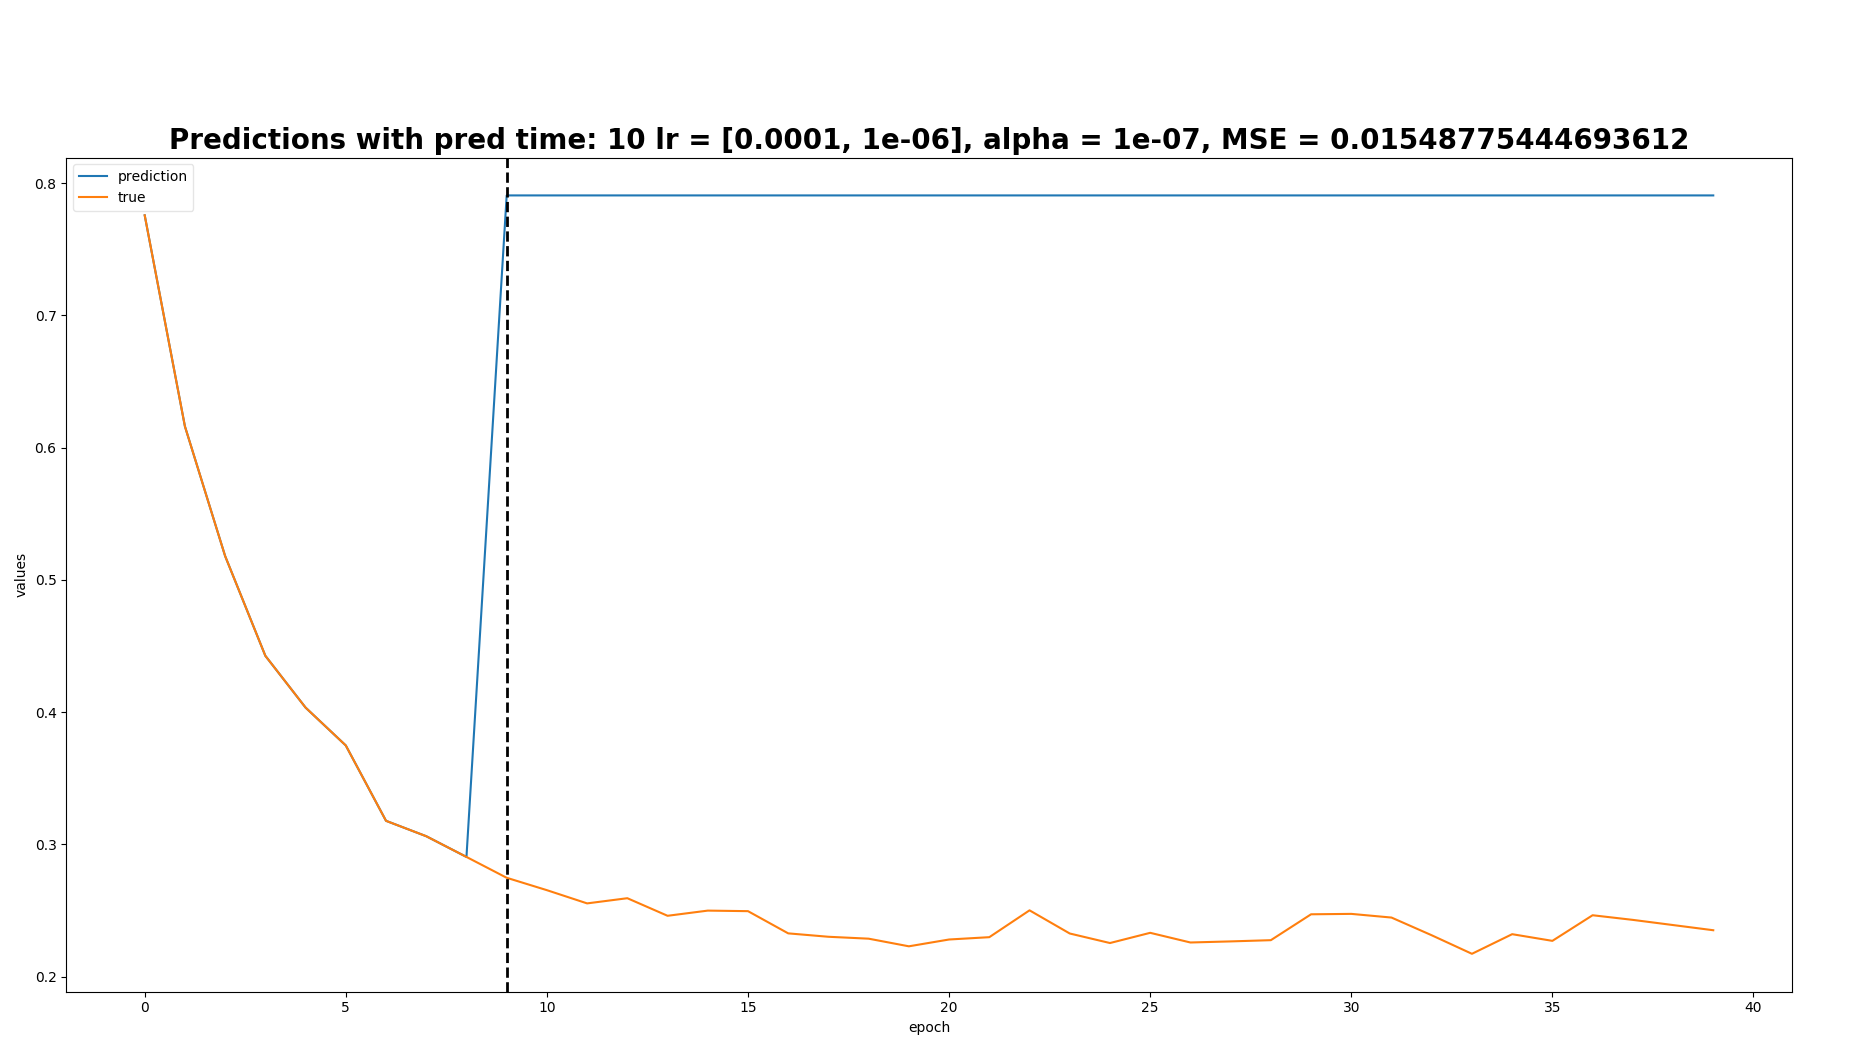 Predictions with pred time: 10 lr = [0.0001, 1e-06], alpha = 1e-07, MSE = 0.01548775444693612
prediction
true
0.8
0.7
0.6
0.5
0.4
0.3
0.2
values
0 5 10 15 20 25 30 35 40
epoch